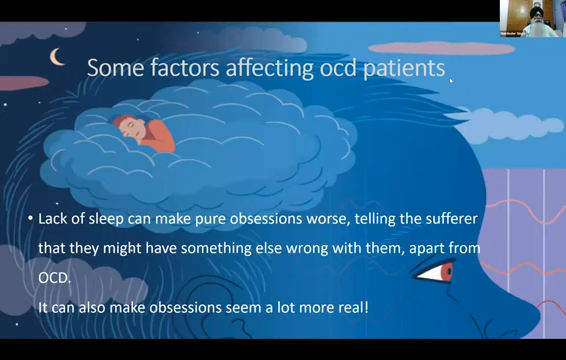 Some factors affecting ocd patients
• Lack of sleep can make pure obsessions worse, telling the sufferer
that they might have something else wrong with them, apart from
OCD.
It can also make obsessions seem a lot more real!